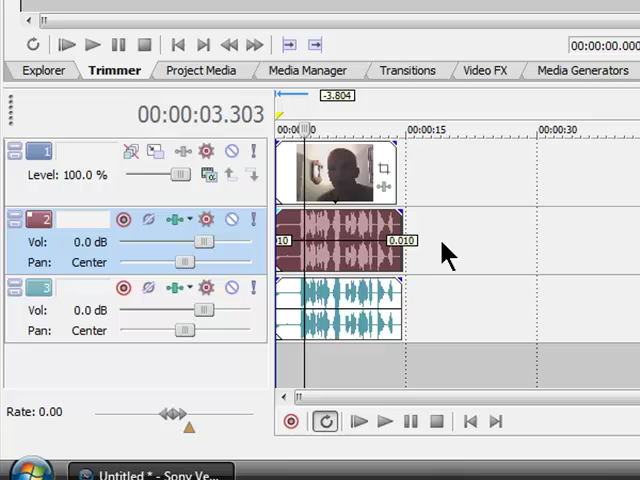 00:00:00.000
Explorer Trimmer Project Media Media Manager Transitions Video FX Media Generators
-3.804
00:00:03.303
00:00:15 00:00:30
1
Level: 100.0 %
2
Vol: 0.0 dB
Pan: Center
0.010
3
Vol: 0.0 dB
Pan: Center
Rate: 0.00
Untitled * - Sony Ve...